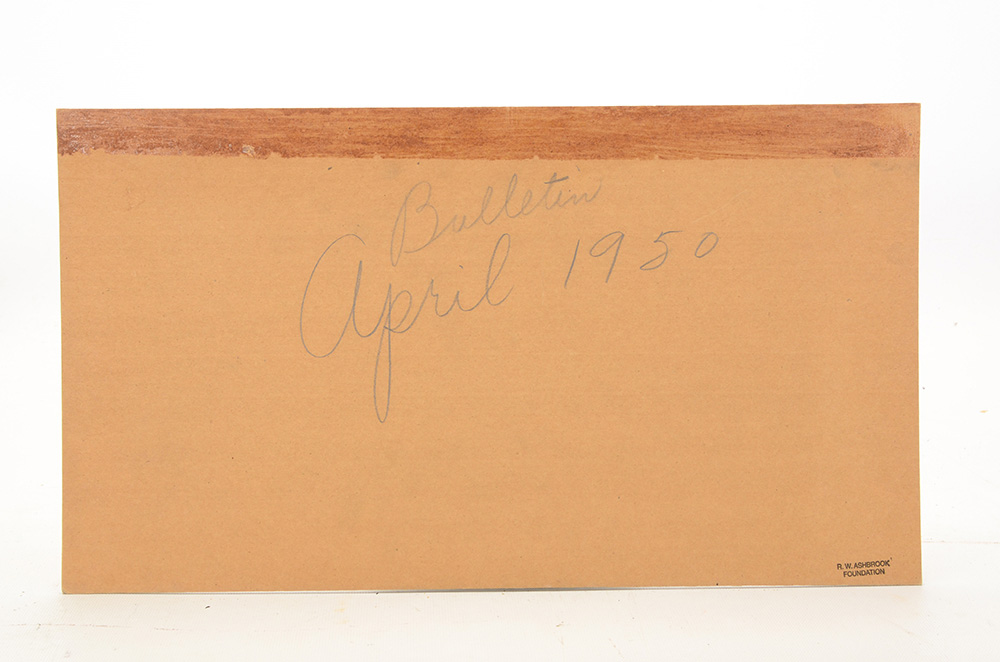 Bulletin
April 1950
R. W. ASHBROOK
FOUNDATION